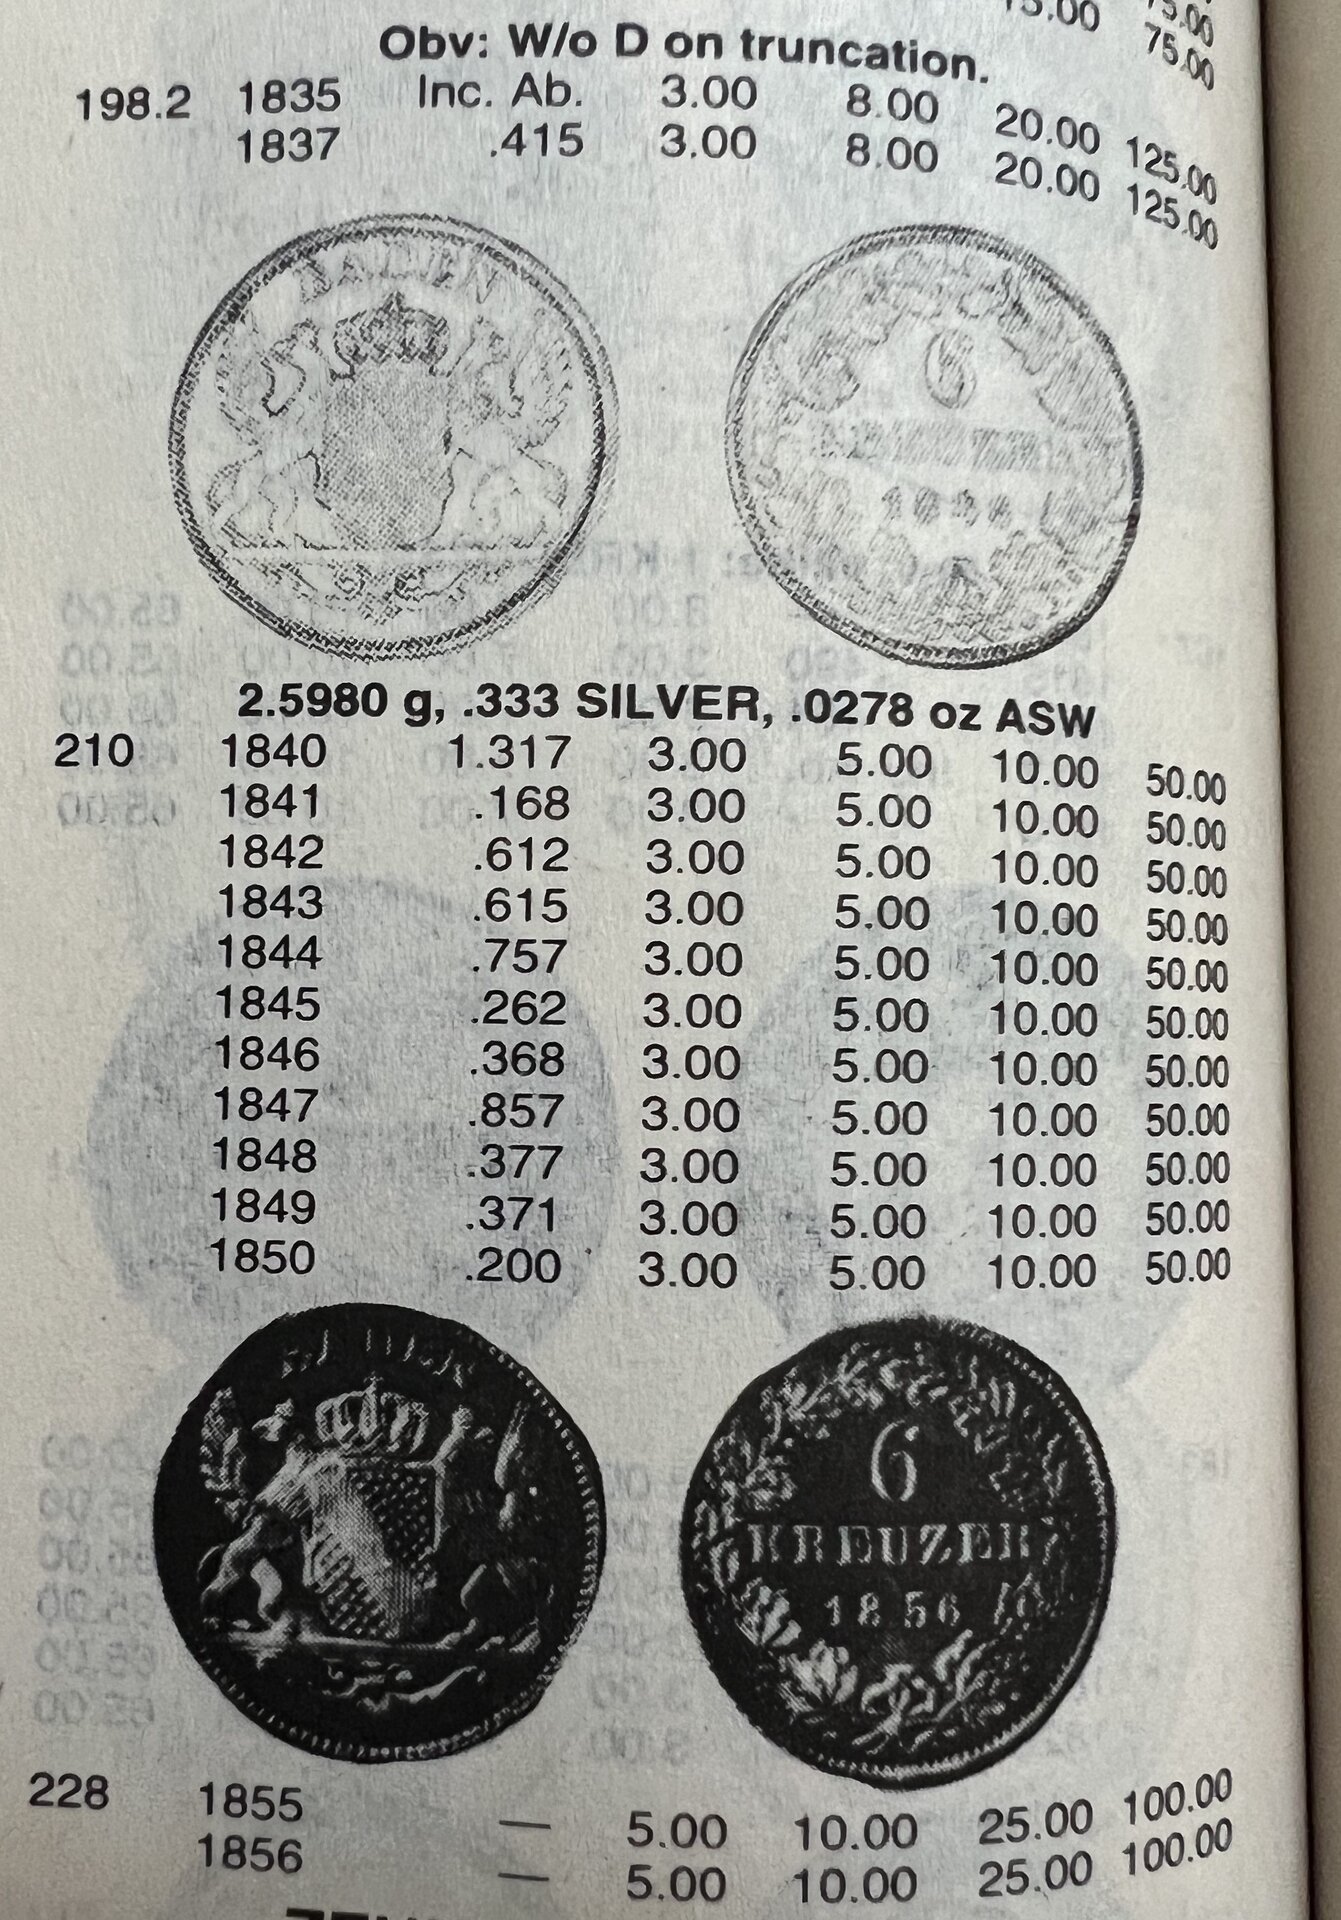 75.00
15.00 75.00
Obv: W/o D on truncation.
198.2 1835 Inc. Ab. 3.00 8.00 20.00 125.00
1837 .415 3.00 8.00 20.00 125.00
BADEN
6
2.5980 g, .333 SILVER, .0278 oz ASW
210 1840 1.317 3.00 5.00 10.00 50.00
1841 .168 3.00 5.00 10.00 50.00
1842 .612 3.00 5.00 10.00 50.00
1843 .615 3.00 5.00 10.00 50.00
1844 .757 3.00 5.00 10.00 50.00
1845 .262 3.00 5.00 10.00 50.00
1846 .368 3.00 5.00 10.00 50.00
1847 .857 3.00 5.00 10.00 50.00
1848 .377 3.00 5.00 10.00 50.00
1849 .371 3.00 5.00 10.00 50.00
1850 .200 3.00 5.00 10.00 50.00
6
KREUZER
1856
228 1855 — 5.00 10.00 25.00 100.00
1856 — 5.00 10.00 25.00 100.00